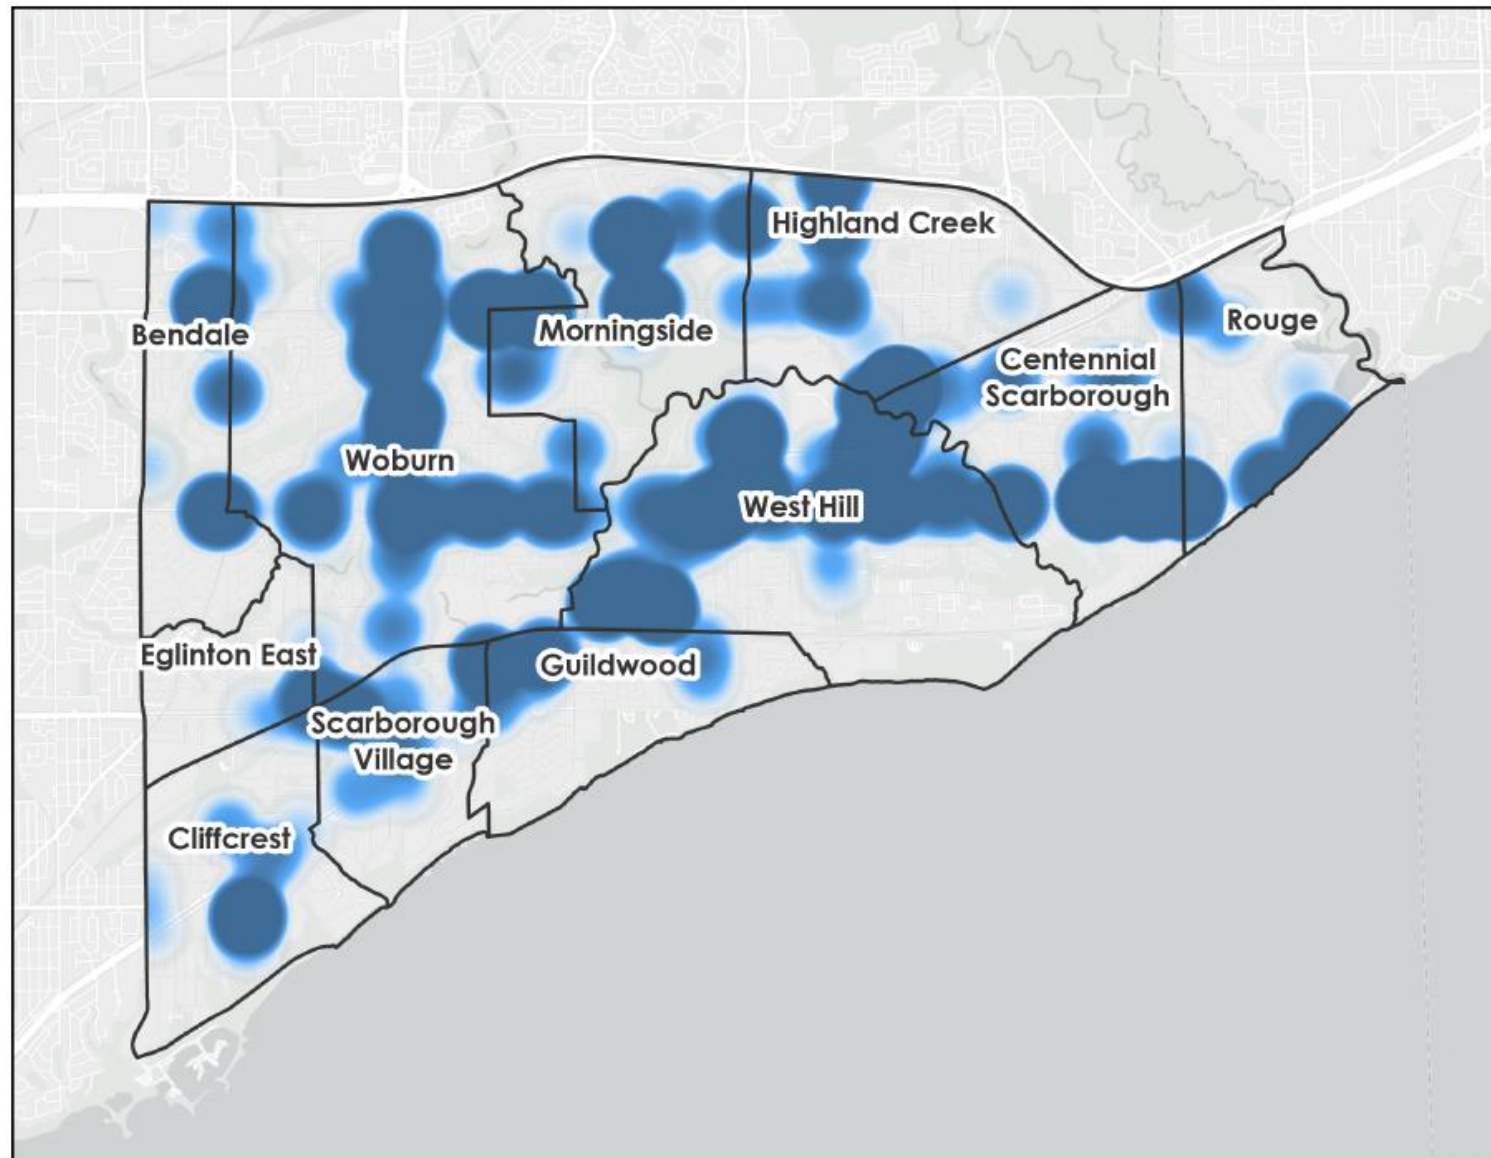 Highland Creek
Rouge
Bendale
Morningside
Centennial
Scarborough
Woburn
West Hill
Eglinton East
Guildwood
Scarborough
Village
Cliffcrest